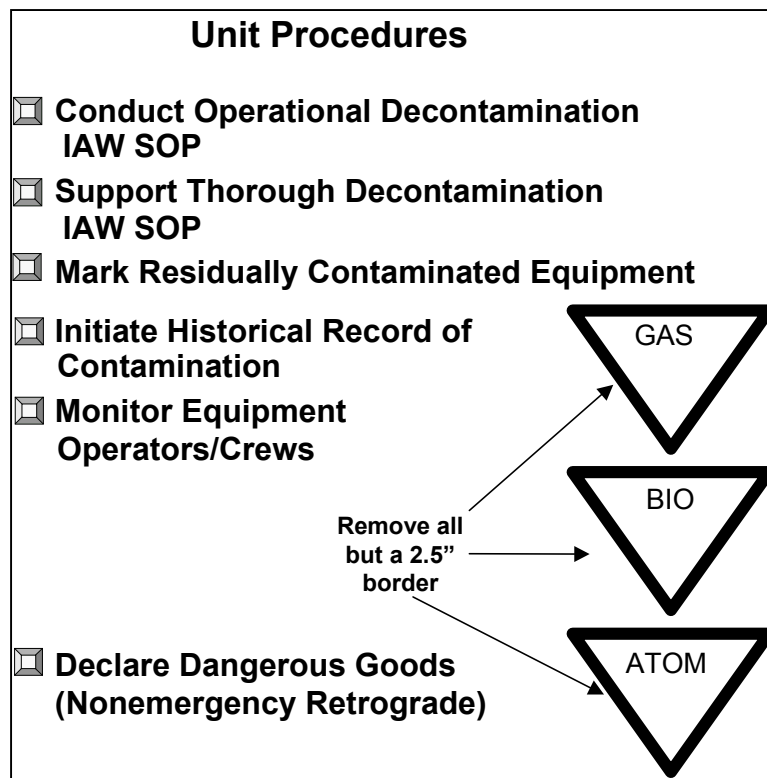 Unit Procedures
Conduct Operational Decontamination
IAW SOP
Support Thorough Decontamination
IAW SOP
Mark Residually Contaminated Equipment
Initiate Historical Record of
Contamination
Monitor Equipment
Operators/Crews
GAS
BIO
Remove all
but a 2.5”
border
ATOM
Declare Dangerous Goods
(Nonemergency Retrograde)